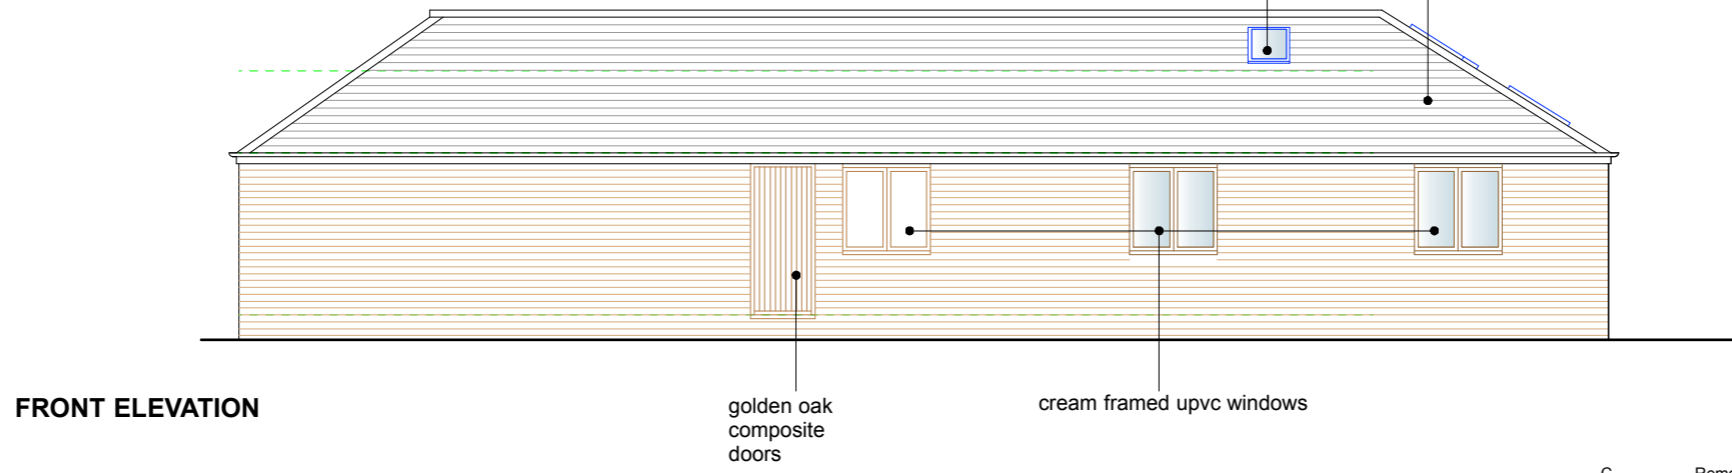 FRONT ELEVATION
golden oak
composite
doors
cream framed upvc windows